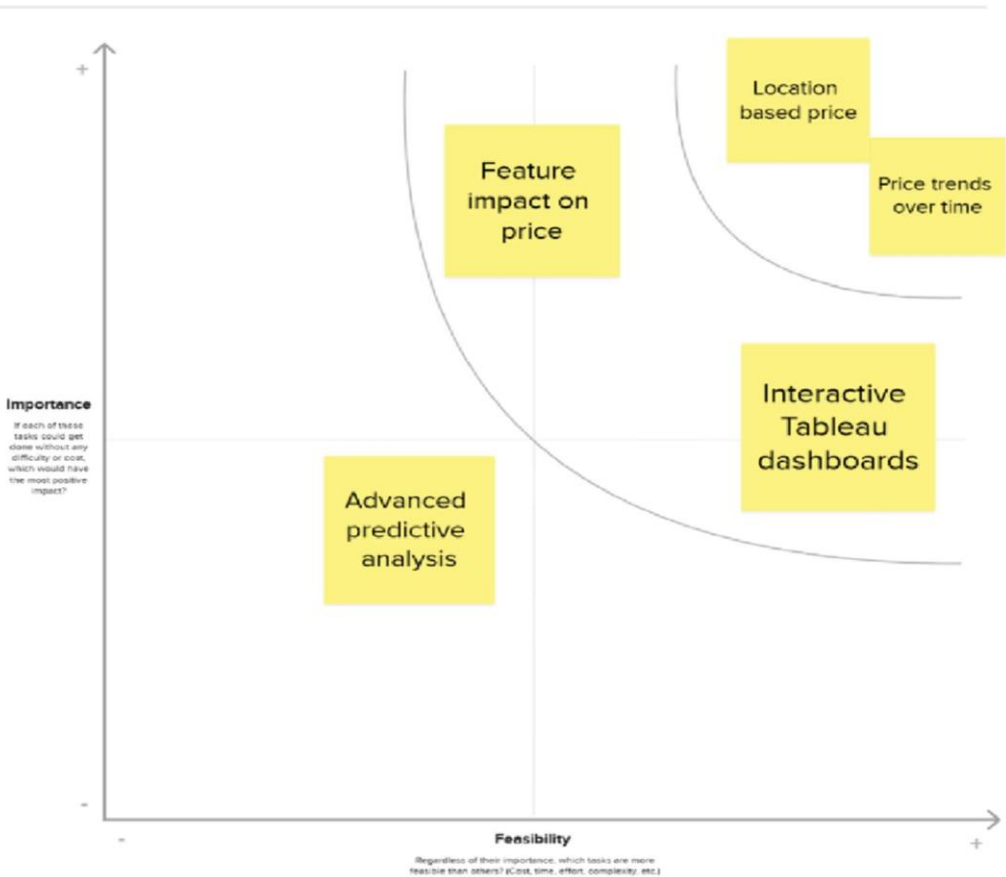 +
Location
based price
Feature
impact on
price
Price trends
over time
Importance
If each of these
tasks could get
done without any
difficulty or cost,
which would have
the most positive
impact?
Interactive
Tableau
dashboards
Advanced
predictive
analysis
-
-
Feasibility
+
Regardless of their importance, which tasks are more
feasible than others? (Cost, time, effort, complexity, etc.)